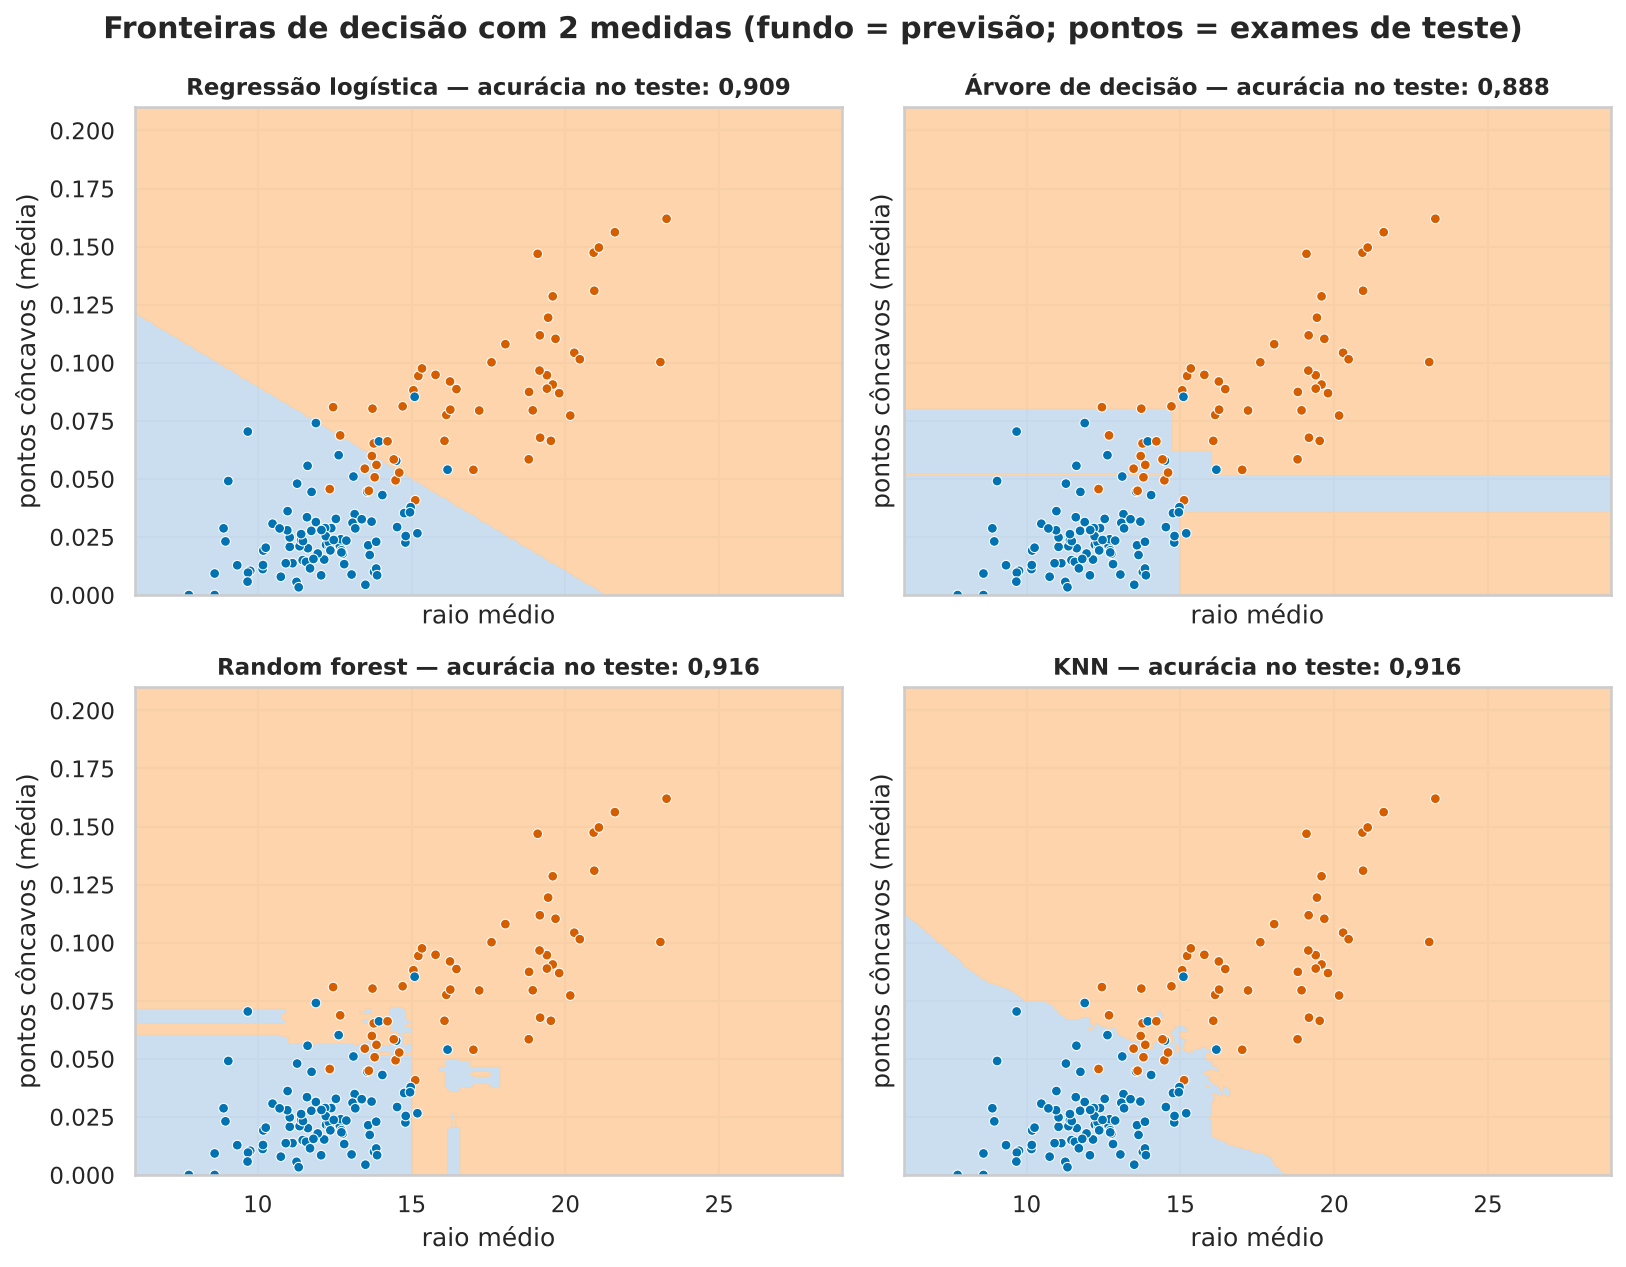 Fronteiras de decisão com 2 medidas (fundo = previsão; pontos = exames de teste)
Regressão logística — acurácia no teste: 0,909
Árvore de decisão — acurácia no teste: 0,888
0.200
0.175
0.150
0.125
0.100
0.075
0.050
0.025
0.000
pontos côncavos (média)
pontos côncavos (média)
raio médio
raio médio
Random forest — acurácia no teste: 0,916
KNN — acurácia no teste: 0,916
0.200
0.175
0.150
0.125
0.100
0.075
0.050
0.025
0.000
pontos côncavos (média)
pontos côncavos (média)
10 15 20 25
10 15 20 25
raio médio
raio médio